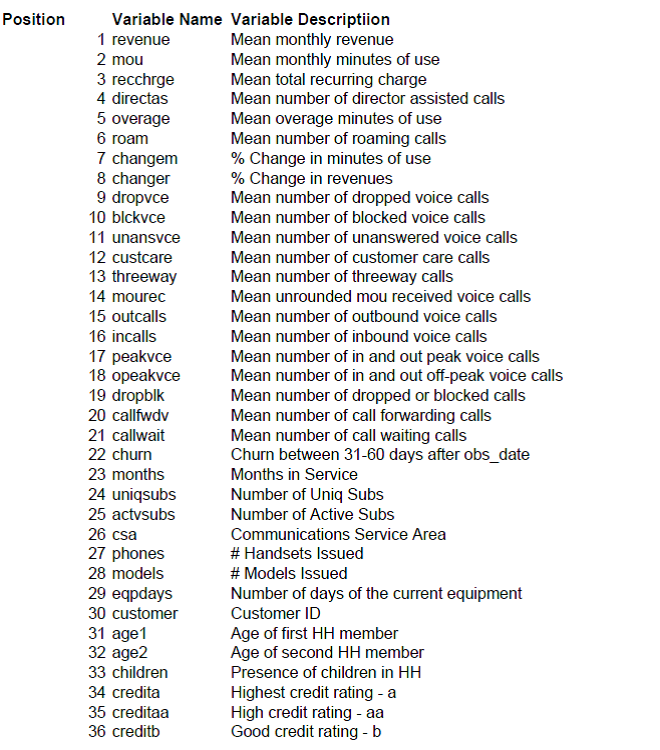 Position Variable Name Variable Descriptiion
1 revenue Mean monthly revenue
2 mou Mean monthly minutes of use
3 recchrge Mean total recurring charge
4 directas Mean number of director assisted calls
5 overage Mean overage minutes of use
6 roam Mean number of roaming calls
7 changem % Change in minutes of use
8 changer % Change in revenues
9 dropvce Mean number of dropped voice calls
10 blckvce Mean number of blocked voice calls
11 unansvce Mean number of unanswered voice calls
12 custcare Mean number of customer care calls
13 threeway Mean number of threeway calls
14 mourec Mean unrounded mou received voice calls
15 outcalls Mean number of outbound voice calls
16 incalls Mean number of inbound voice calls
17 peakvce Mean number of in and out peak voice calls
18 opeakvce Mean number of in and out off-peak voice calls
19 dropblk Mean number of dropped or blocked calls
20 callfwdv Mean number of call forwarding calls
21 callwait Mean number of call waiting calls
22 churn Churn between 31-60 days after obs_date
23 months Months in Service
24 uniqsubs Number of Uniq Subs
25 actvsubs Number of Active Subs
26 csa Communications Service Area
27 phones # Handsets Issued
28 models # Models Issued
29 eqpdays Number of days of the current equipment
30 customer Customer ID
31 age1 Age of first HH member
32 age2 Age of second HH member
33 children Presence of children in HH
34 credita Highest credit rating - a
35 creditaa High credit rating - aa
36 creditb Good credit rating - b